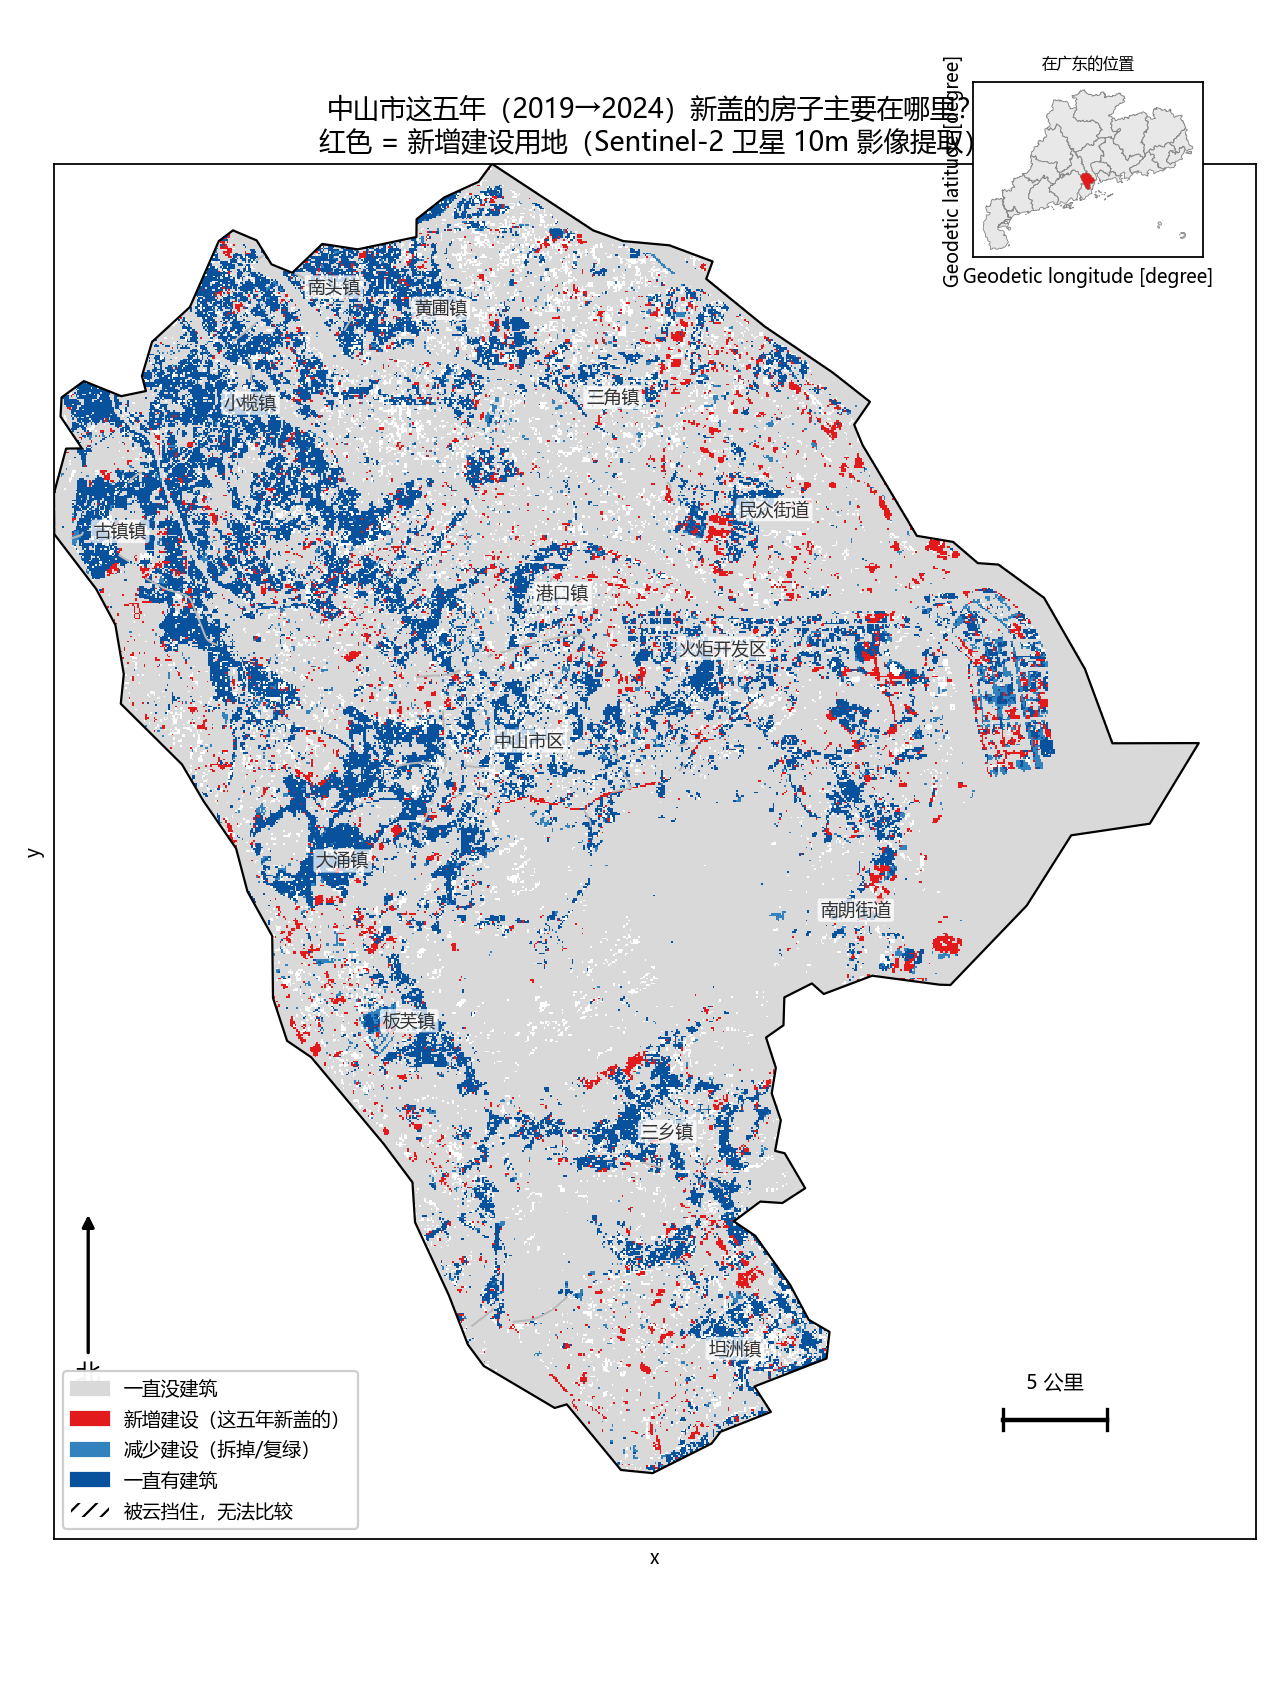 在广东的位置
Geodetic latitude [degree]
Geodetic longitude [degree]
中山市这五年（2019→2024）新盖的房子主要在哪里？
红色 = 新增建设用地（Sentinel-2 卫星 10m 影像提取）
南头镇
黄圃镇
三角镇
小榄镇
民众街道
古镇镇
港口镇
火炬开发区
中山市区
大涌镇
南朗街道
板芙镇
三乡镇
坦洲镇
y
北
5 公里
一直没建筑
新增建设（这五年新盖的）
减少建设（拆掉/复绿）
一直有建筑
被云挡住，无法比较
x